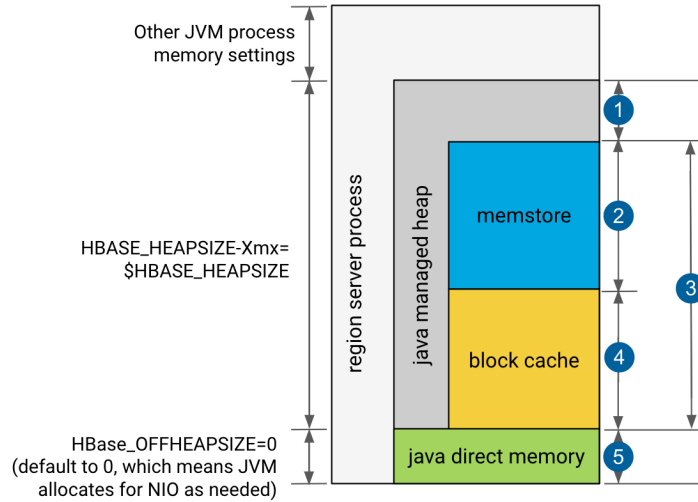 Other JVM process
memory settings
1
memstore
2
HBASE_HEAPSIZE-Xmx=
$HBASE_HEAPSIZE
region server process
java managed heap
3
block cache
4
HBase_OFFHEAPSIZE=0
(default to 0, which means JVM
allocates for NIO as needed)
java direct memory
5